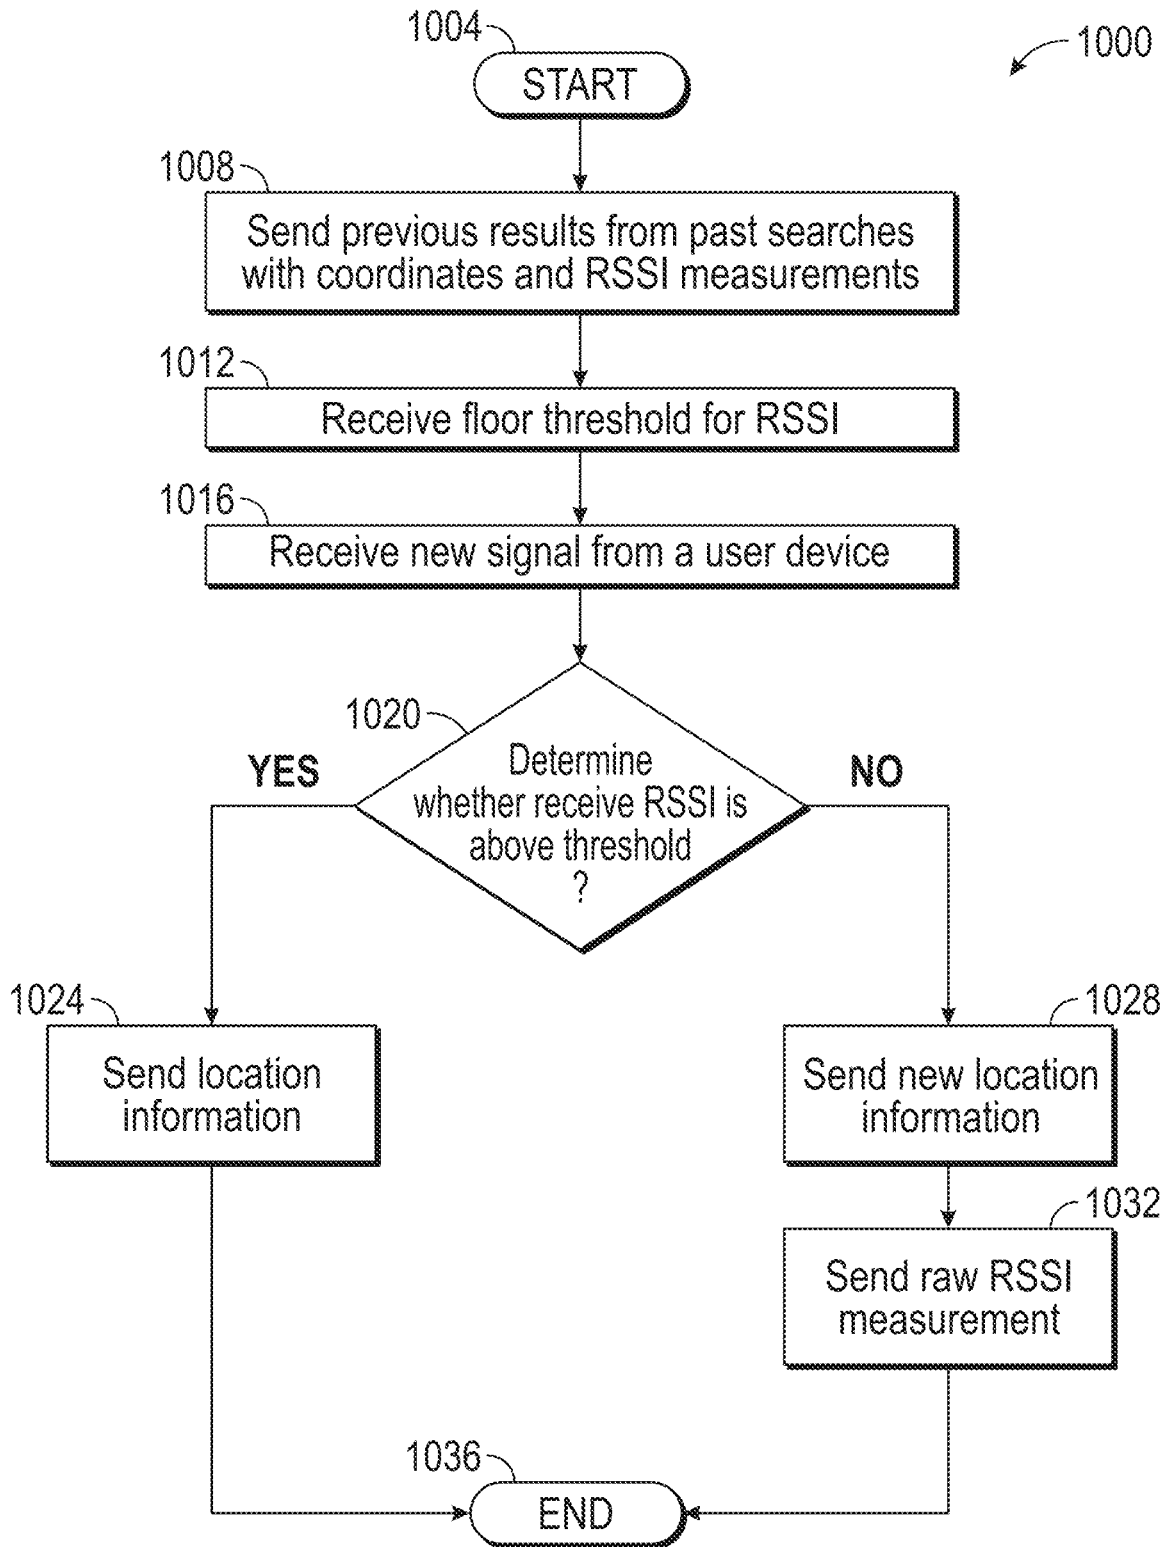 1004
1000
START
1008
Send previous results from past searches
with coordinates and RSSI measurements
1012
Receive floor threshold for RSSI
1016
Receive new signal from a user device
1020
YES
NO
Determine
whether receive RSSI is
above threshold
?
1024
Send location
information
1028
Send new location
information
1032
Send raw RSSI
measurement
1036
END